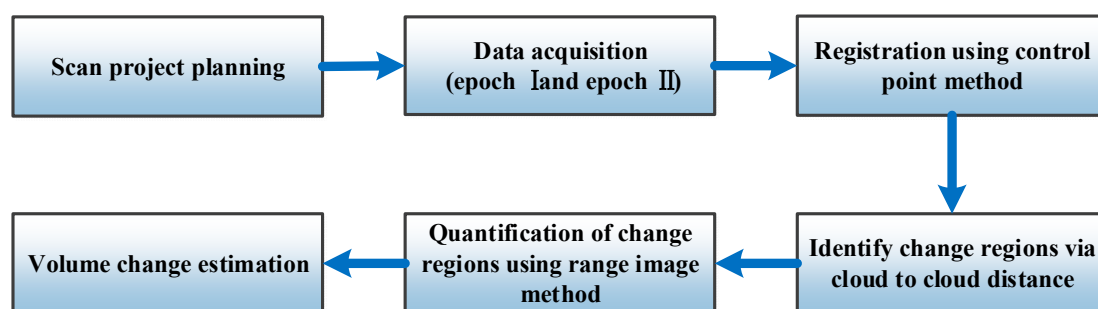 Scan project planning
Data acquisition
(epoch Ⅰand epoch Ⅱ)
Registration using control
point method
Identify change regions via
cloud to cloud distance
Quantification of change
regions using range image
method
Volume change estimation